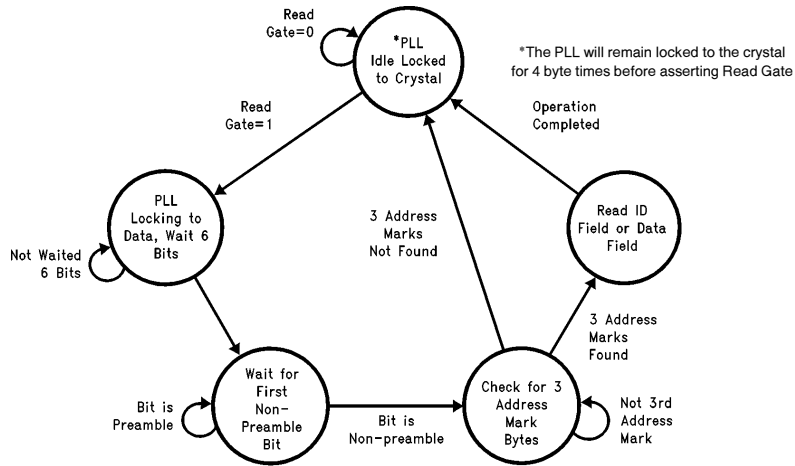 Read
Gate=0
*PLL
Idle Locked
to Crystal
*The PLL will remain locked to the crystal
for 4 byte times before asserting Read Gate
Read
Gate=1
Operation
Completed
PLL
Locking to
Data, Wait 6
Bits
Not Waited
6 Bits
3 Address
Marks
Not Found
Read ID
Field or Data
Field
3 Address
Marks
Found
Wait for
First
Non-
Preamble
Bit
Bit is
Preamble
Bit is
Non-preamble
Check for 3
Address
Mark
Bytes
Not 3rd
Address
Mark